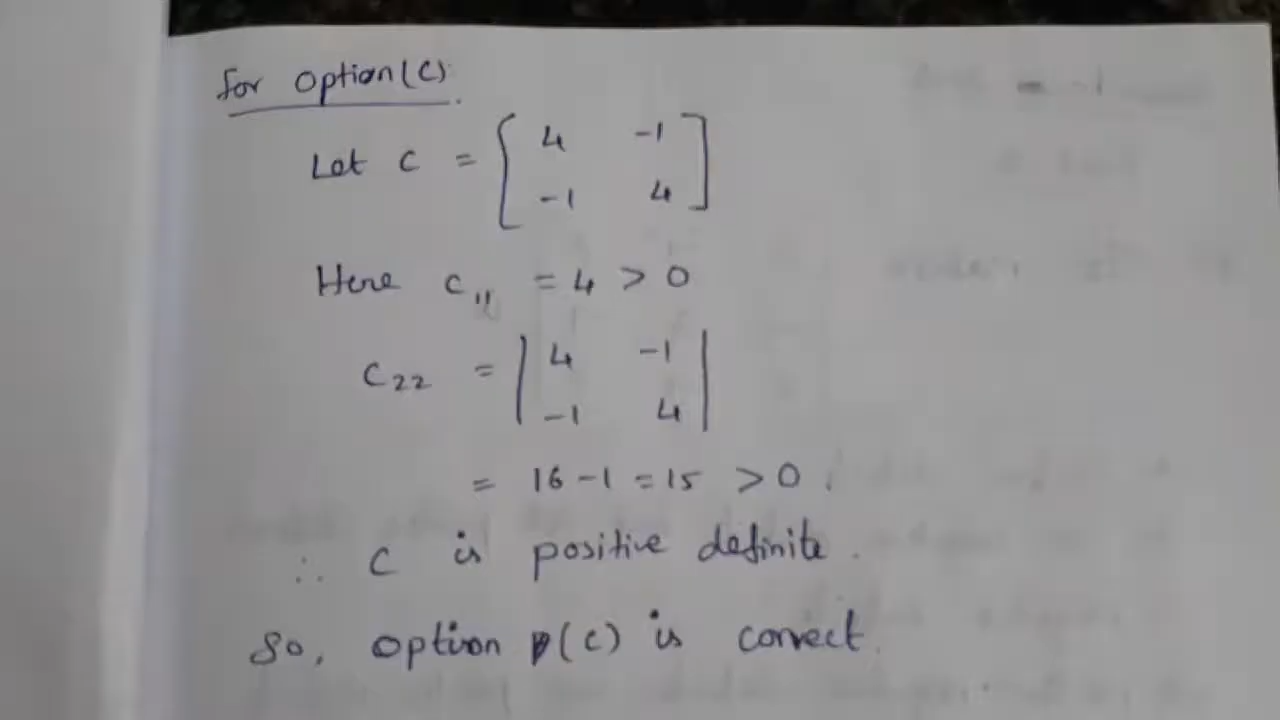 for option(C).
Let C = [ 4 -1
-1 4 ]
Here C₁₁ = 4 > 0
C₂₂ = | 4 -1
-1 4 |
= 16 - 1 = 15 > 0.
∴ C is positive definite.
So, option (C) is correct.